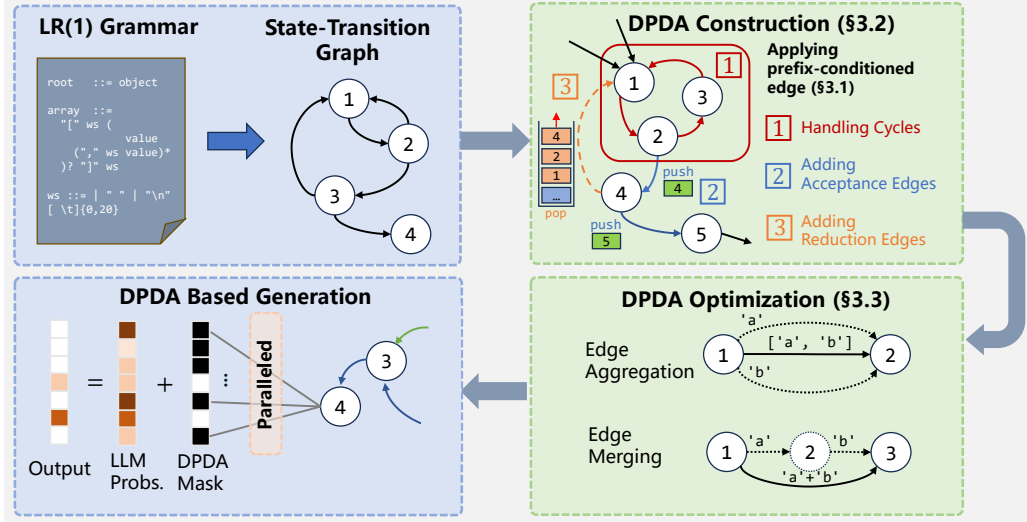 LR(1) Grammar
root ::= object
array ::=
"[" ws (
value
("," ws value)*
)? "]" ws
ws ::= | " " | "\n"
[ \t]{0,20}
State-Transition
Graph
1
2
3
4
DPDA Construction (§3.2)
Applying
prefix-conditioned
edge (§3.1)
1 Handling Cycles
2 Adding
Acceptance Edges
3 Adding
Reduction Edges
1
1
3
2
3
4
2
1
...
pop
4
push
4
2
push
5
5
DPDA Based Generation
Output
=
LLM
Probs.
+
DPDA
Mask
...
Paralleled
3
4
DPDA Optimization (§3.3)
Edge
Aggregation
'a'
1
['a', 'b']
2
'b'
Edge
Merging
1
'a'
2
'b'
3
'a'+'b'